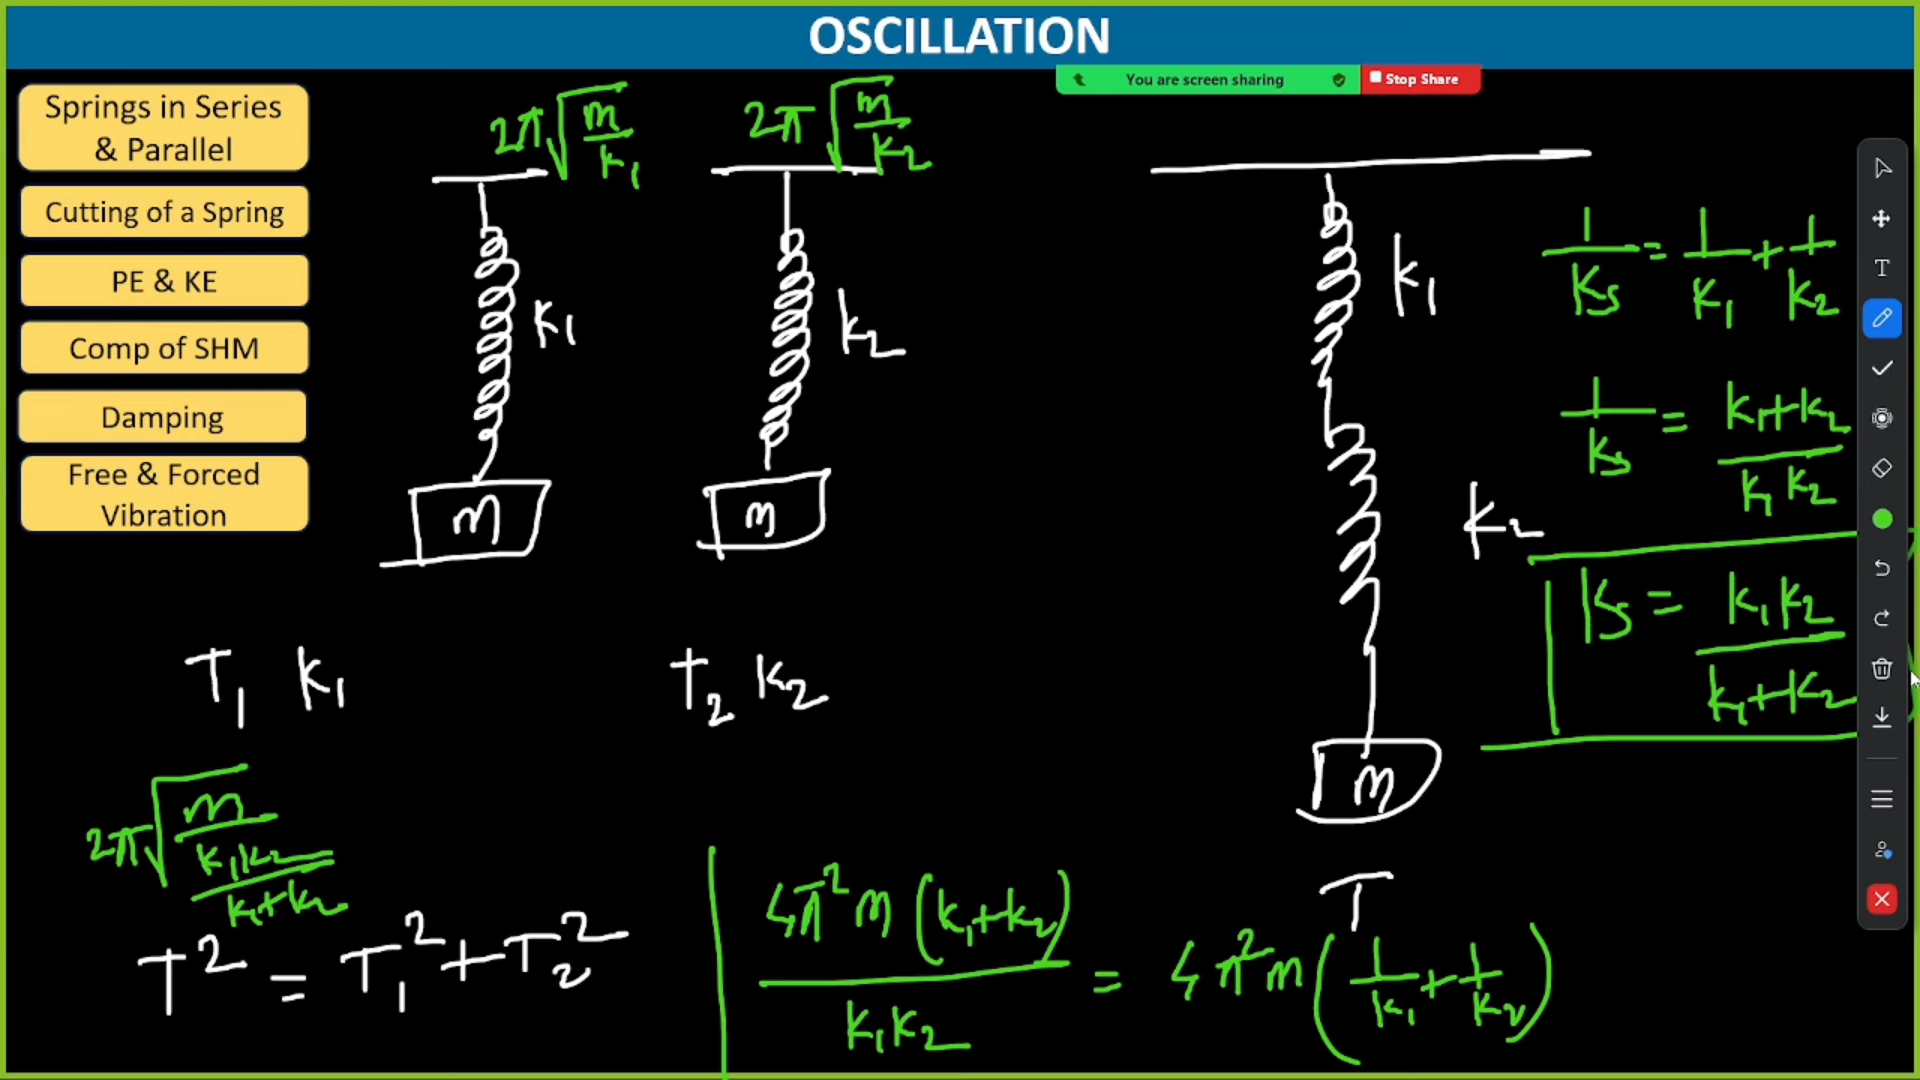 OSCILLATION
You are screen sharing
Stop Share
Springs in Series
& Parallel
Cutting of a Spring
PE & KE
Comp of SHM
Damping
Free & Forced
Vibration
2π√(m/k₁)
2π√(m/k₂)
k₁
k₂
m
m
T₁ k₁
T₂ k₂
k₁
k₂
m
T
1/Ks = 1/k₁ + 1/k₂
1/Ks = (k₁+k₂)/(k₁k₂)
Ks = k₁k₂/(k₁+k₂)
T
2π√(m/(k₁k₂/(k₁+k₂)))
T² = T₁² + T₂²
4π²m(k₁+k₂)/(k₁k₂) = 4π²m(1/k₁ + 1/k₂)